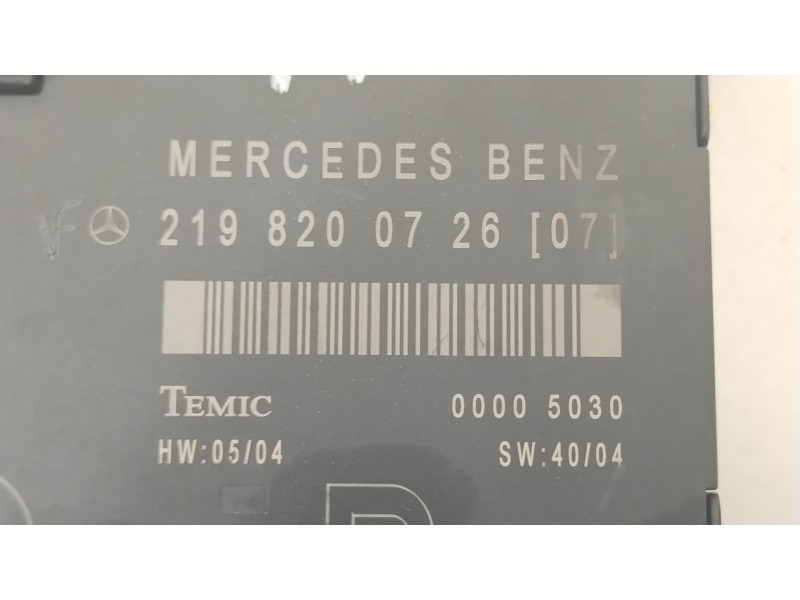 MERCEDES BENZ
219 820 07 26 [07]
TEMIC 0000 5030
HW:05/04 SW:40/04